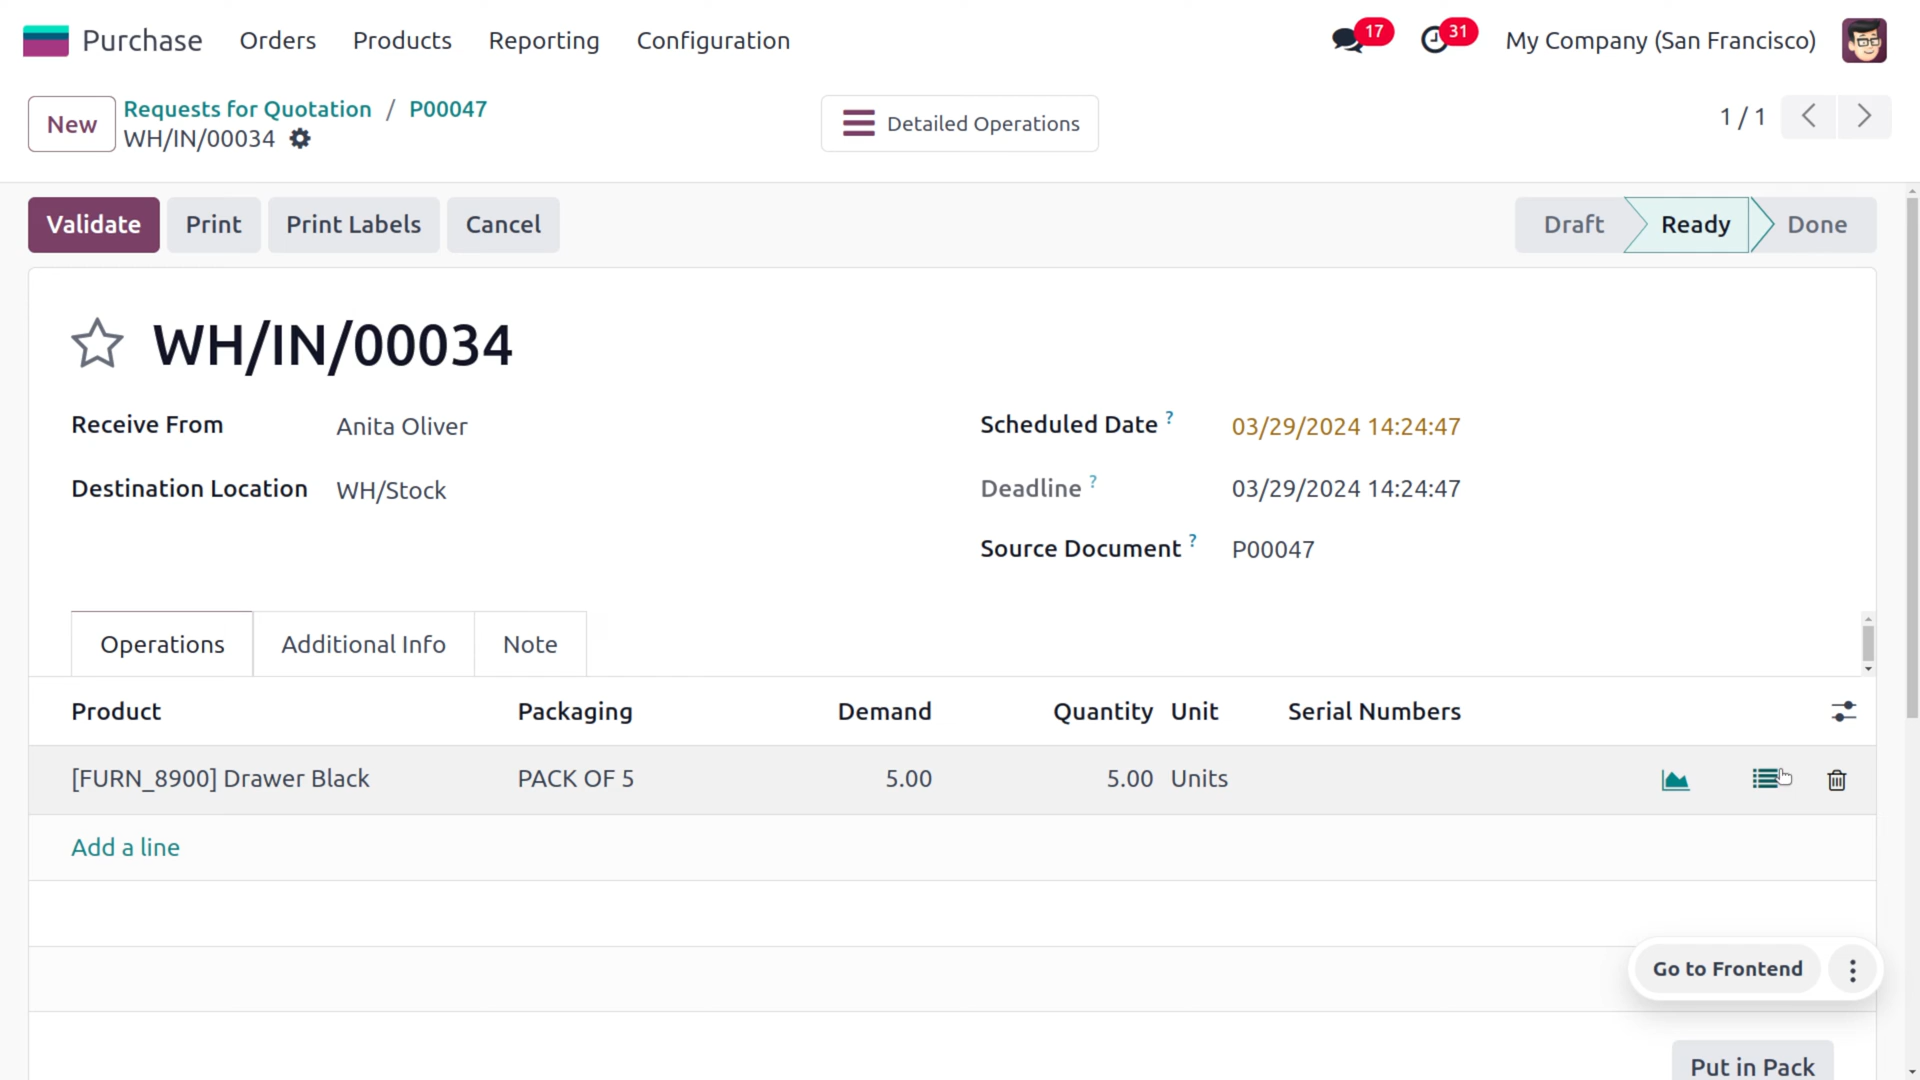 Purchase Orders Products Reporting Configuration 17 31 My Company (San Francisco)
New Requests for Quotation / P00047 Detailed Operations 1 / 1
WH/IN/00034
Validate Print Print Labels Cancel Draft Ready Done
WH/IN/00034
Receive From Anita Oliver Scheduled Date ? 03/29/2024 14:24:47
Destination Location WH/Stock Deadline ? 03/29/2024 14:24:47
Source Document ? P00047
Operations Additional Info Note
Product Packaging Demand Quantity Unit Serial Numbers
[FURN_8900] Drawer Black PACK OF 5 5.00 5.00 Units
Add a line
Go to Frontend
Put in Pack